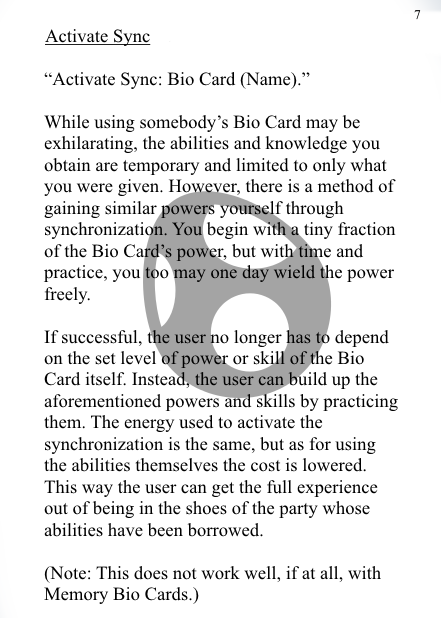 7
Activate Sync
“Activate Sync: Bio Card (Name).”
While using somebody’s Bio Card may be
exhilarating, the abilities and knowledge you
obtain are temporary and limited to only what
you were given. However, there is a method of
gaining similar powers yourself through
synchronization. You begin with a tiny fraction
of the Bio Card’s power, but with time and
practice, you too may one day wield the power
freely.
If successful, the user no longer has to depend
on the set level of power or skill of the Bio
Card itself. Instead, the user can build up the
aforementioned powers and skills by practicing
them. The energy used to activate the
synchronization is the same, but as for using
the abilities themselves the cost is lowered.
This way the user can get the full experience
out of being in the shoes of the party whose
abilities have been borrowed.
(Note: This does not work well, if at all, with
Memory Bio Cards.)